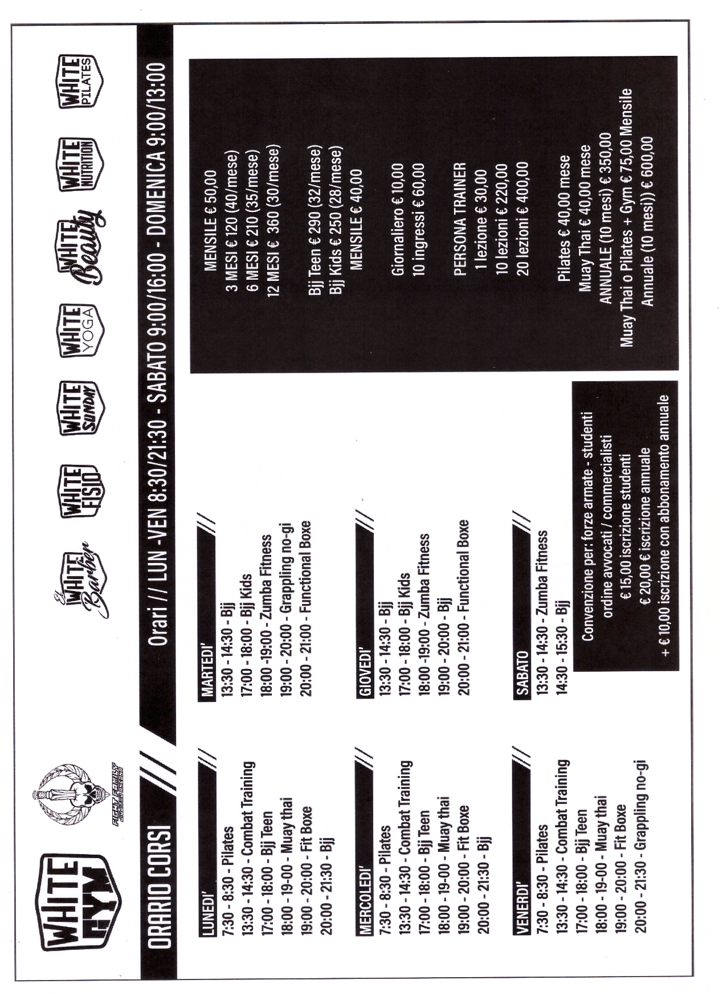 WHITE
GYM
FIGHT FAMILY
El
WHITE
Barber
WHITE
FISIO
WHITE
SUNDAY
WHITE
YOGA
WHITE
Beauty
WHITE
NUTRITION
WHITE
PILATES
ORARIO CORSI
Orari // LUN -VEN 8:30/21:30 - SABATO 9:00/16:00 - DOMENICA 9:00/13:00
LUNEDI'
7:30 - 8:30 - Pilates
13:30 - 14:30 - Combat Training
17:00 - 18:00 - Bjj Teen
18:00 - 19-00 - Muay thai
19:00 - 20:00 - Fit Boxe
20:00 - 21:30 - Bjj
MARTEDI'
13:30 - 14:30 - Bjj
17:00 - 18:00 - Bjj Kids
18:00 -19:00 - Zumba Fitness
19:00 - 20:00 - Grappling no-gi
20:00 - 21:00 - Functional Boxe
MERCOLEDI'
7:30 - 8:30 - Pilates
13:30 - 14:30 - Combat Training
17:00 - 18:00 - Bjj Teen
18:00 - 19-00 - Muay thai
19:00 - 20:00 - Fit Boxe
20:00 - 21:30 - Bjj
GIOVEDI'
13:30 - 14:30 - Bjj
17:00 - 18:00 - Bjj Kids
18:00 -19:00 - Zumba Fitness
19:00 - 20:00 - Bjj
20:00 - 21:00 - Functional Boxe
VENERDI'
7:30 - 8:30 - Pilates
13:30 - 14:30 - Combat Training
17:00 - 18:00 - Bjj Teen
18:00 - 19-00 - Muay thai
19:00 - 20:00 - Fit Boxe
20:00 - 21:30 - Grappling no-gi
SABATO
13:30 - 14:30 - Zumba Fitness
14:30 - 15:30 - Bjj
Convenzione per: forze armate - studenti
ordine avvocati / commercialisti
€ 15,00 iscrizione studenti
€ 20,00 € iscrizione annuale
+ € 10,00 iscrizione con abbonamento annuale
MENSILE € 50,00
3 MESI € 120 (40/mese)
6 MESI € 210 (35/mese)
12 MESI € 360 (30/mese)
Bjj Teen € 290 (32/mese)
Bjj Kids € 250 (28/mese)
MENSILE € 40,00
Giornaliero € 10,00
10 ingressi € 60,00
PERSONA TRAINER
1 lezione € 30,00
10 lezioni € 220,00
20 lezioni € 400,00
Pilates € 40,00 mese
Muay Thai € 40,00 mese
ANNUALE (10 mesi) € 350,00
Muay Thai o Pilates + Gym € 75,00 Mensile
Annuale (10 mesi)) € 600,00